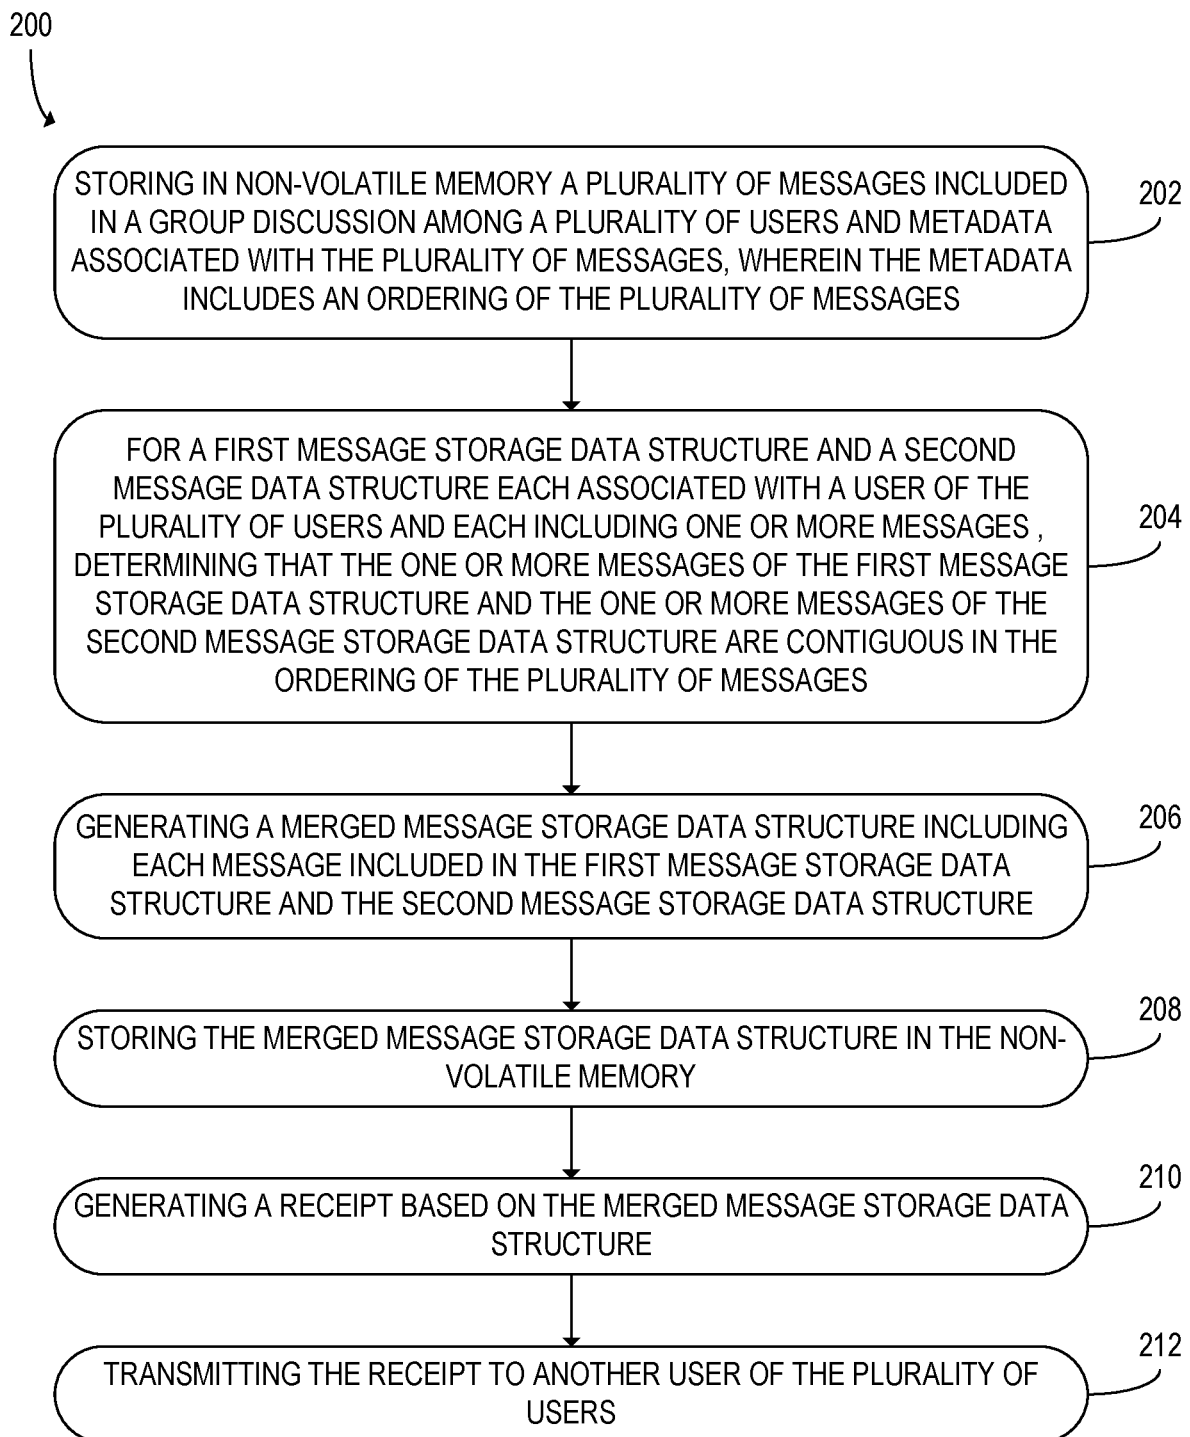 200
STORING IN NON-VOLATILE MEMORY A PLURALITY OF MESSAGES INCLUDED
IN A GROUP DISCUSSION AMONG A PLURALITY OF USERS AND METADATA
ASSOCIATED WITH THE PLURALITY OF MESSAGES, WHEREIN THE METADATA
INCLUDES AN ORDERING OF THE PLURALITY OF MESSAGES
202
FOR A FIRST MESSAGE STORAGE DATA STRUCTURE AND A SECOND
MESSAGE DATA STRUCTURE EACH ASSOCIATED WITH A USER OF THE
PLURALITY OF USERS AND EACH INCLUDING ONE OR MORE MESSAGES ,
DETERMINING THAT THE ONE OR MORE MESSAGES OF THE FIRST MESSAGE
STORAGE DATA STRUCTURE AND THE ONE OR MORE MESSAGES OF THE
SECOND MESSAGE STORAGE DATA STRUCTURE ARE CONTIGUOUS IN THE
ORDERING OF THE PLURALITY OF MESSAGES
204
GENERATING A MERGED MESSAGE STORAGE DATA STRUCTURE INCLUDING
EACH MESSAGE INCLUDED IN THE FIRST MESSAGE STORAGE DATA
STRUCTURE AND THE SECOND MESSAGE STORAGE DATA STRUCTURE
206
STORING THE MERGED MESSAGE STORAGE DATA STRUCTURE IN THE NON-
VOLATILE MEMORY
208
GENERATING A RECEIPT BASED ON THE MERGED MESSAGE STORAGE DATA
STRUCTURE
210
TRANSMITTING THE RECEIPT TO ANOTHER USER OF THE PLURALITY OF
USERS
212